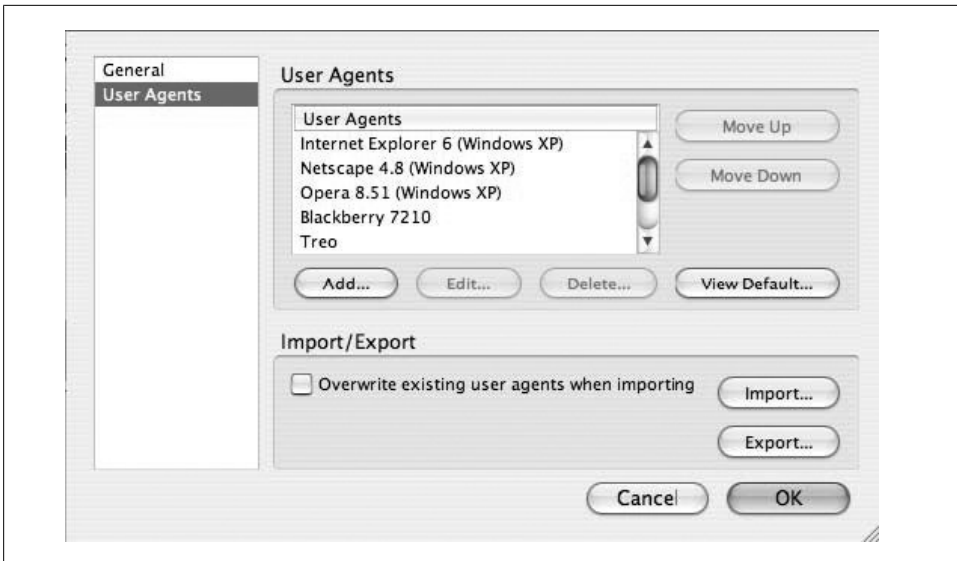 General
User Agents
User Agents
User Agents
Internet Explorer 6 (Windows XP)
Netscape 4.8 (Windows XP)
Opera 8.51 (Windows XP)
Blackberry 7210
Treo
Move Up
Move Down
Add...
Edit...
Delete...
View Default...
Import/Export
Overwrite existing user agents when importing
Import...
Export...
Cancel
OK